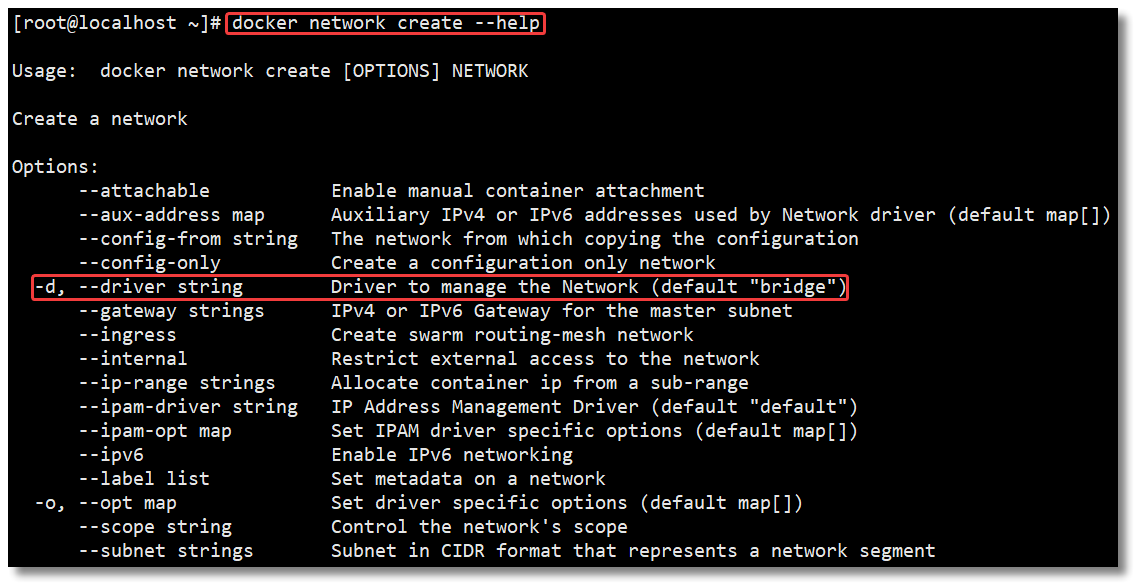 [root@localhost ~]# docker network create --help
Usage:  docker network create [OPTIONS] NETWORK
Create a network
Options:
      --attachable           Enable manual container attachment
      --aux-address map      Auxiliary IPv4 or IPv6 addresses used by Network driver (default map[])
      --config-from string   The network from which copying the configuration
      --config-only          Create a configuration only network
  -d, --driver string        Driver to manage the Network (default "bridge")
      --gateway strings      IPv4 or IPv6 Gateway for the master subnet
      --ingress              Create swarm routing-mesh network
      --internal             Restrict external access to the network
      --ip-range strings     Allocate container ip from a sub-range
      --ipam-driver string   IP Address Management Driver (default "default")
      --ipam-opt map         Set IPAM driver specific options (default map[])
      --ipv6                 Enable IPv6 networking
      --label list           Set metadata on a network
  -o, --opt map              Set driver specific options (default map[])
      --scope string         Control the network's scope
      --subnet strings       Subnet in CIDR format that represents a network segment